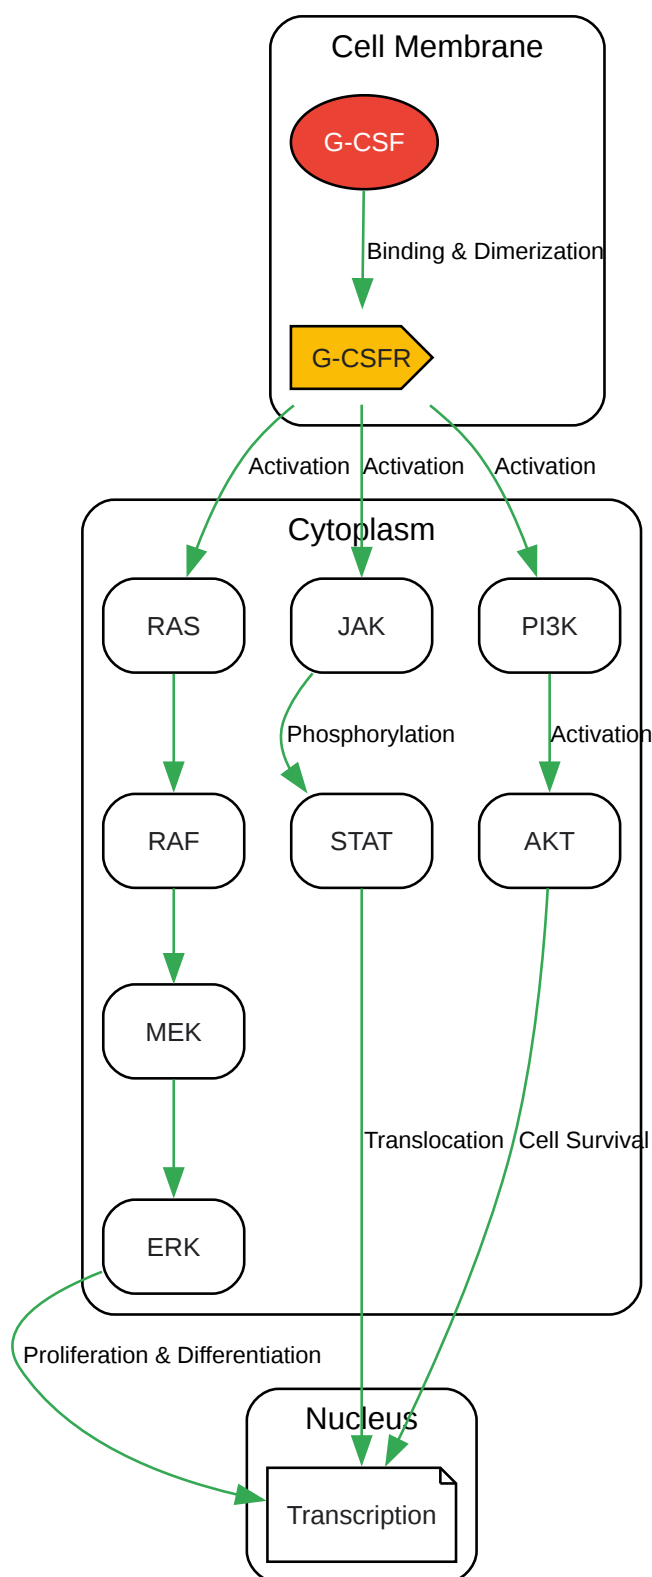 Cell Membrane
G-CSF
Binding & Dimerization
G-CSFR
Activation
Activation
Activation
Cytoplasm
RAS
JAK
PI3K
Phosphorylation
Activation
RAF
STAT
AKT
MEK
Translocation
Cell Survival
ERK
Proliferation & Differentiation
Nucleus
Transcription